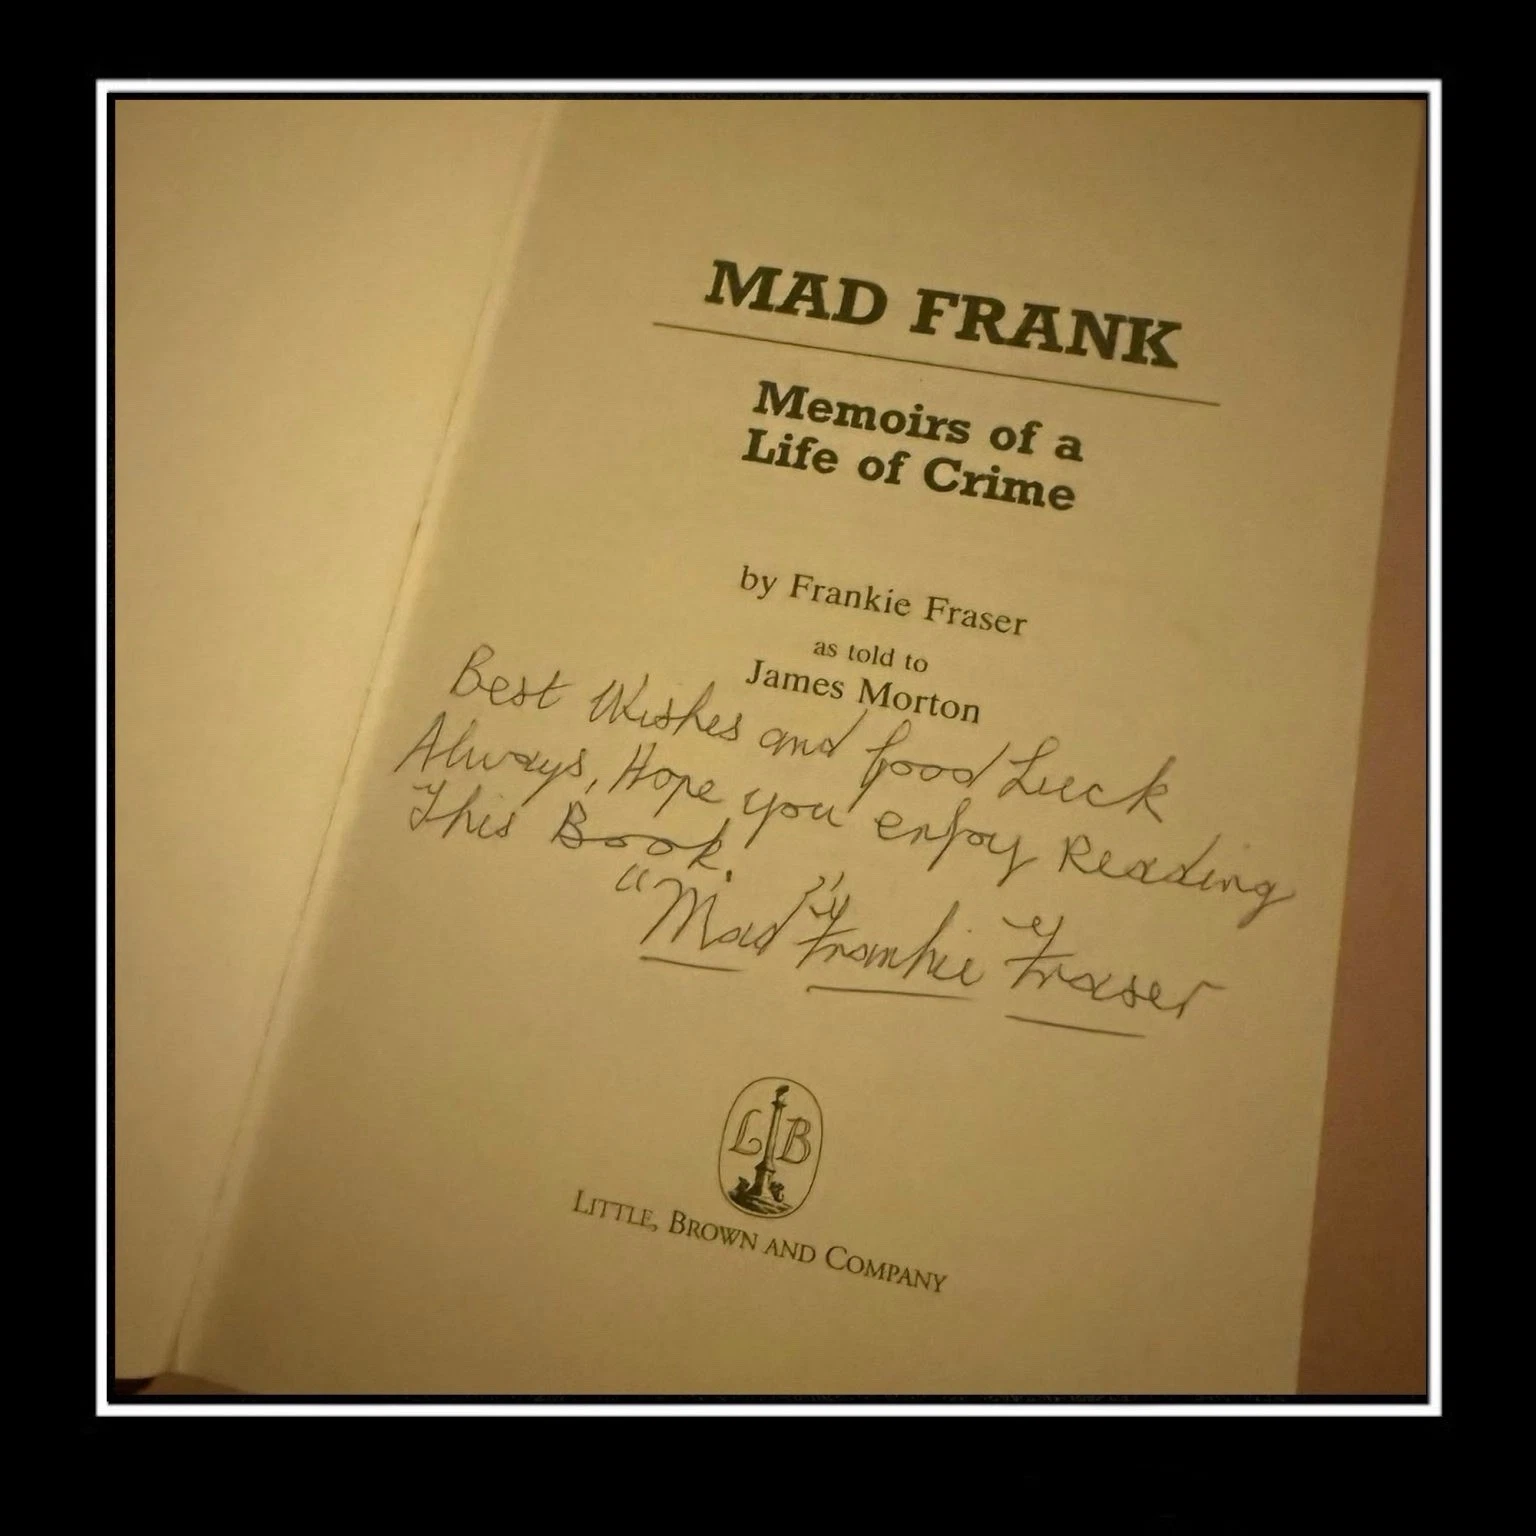 MAD FRANK
Memoirs of a
Life of Crime
by Frankie Fraser
as told to
James Morton
Best Wishes and Good Luck
Always, Hope you enjoy Reading
This Book.
"Mad" Frankie Fraser
L B
LITTLE, BROWN AND COMPANY